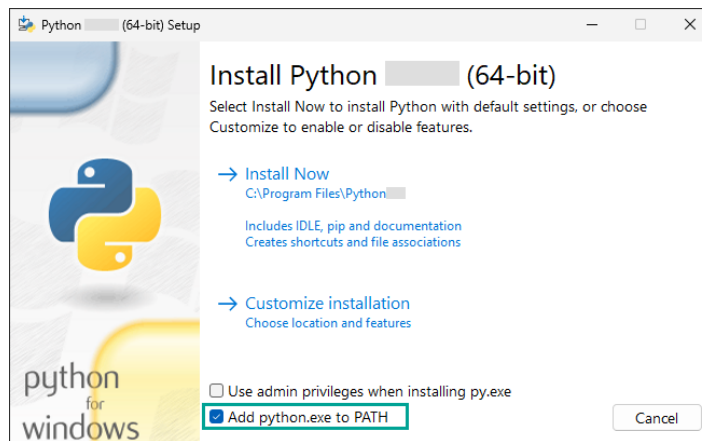 Python (64-bit) Setup
Install Python (64-bit)
Select Install Now to install Python with default settings, or choose
Customize to enable or disable features.
→ Install Now
C:\Program Files\Python
Includes IDLE, pip and documentation
Creates shortcuts and file associations
→ Customize installation
Choose location and features
python
for
windows
Use admin privileges when installing py.exe
Add python.exe to PATH
Cancel